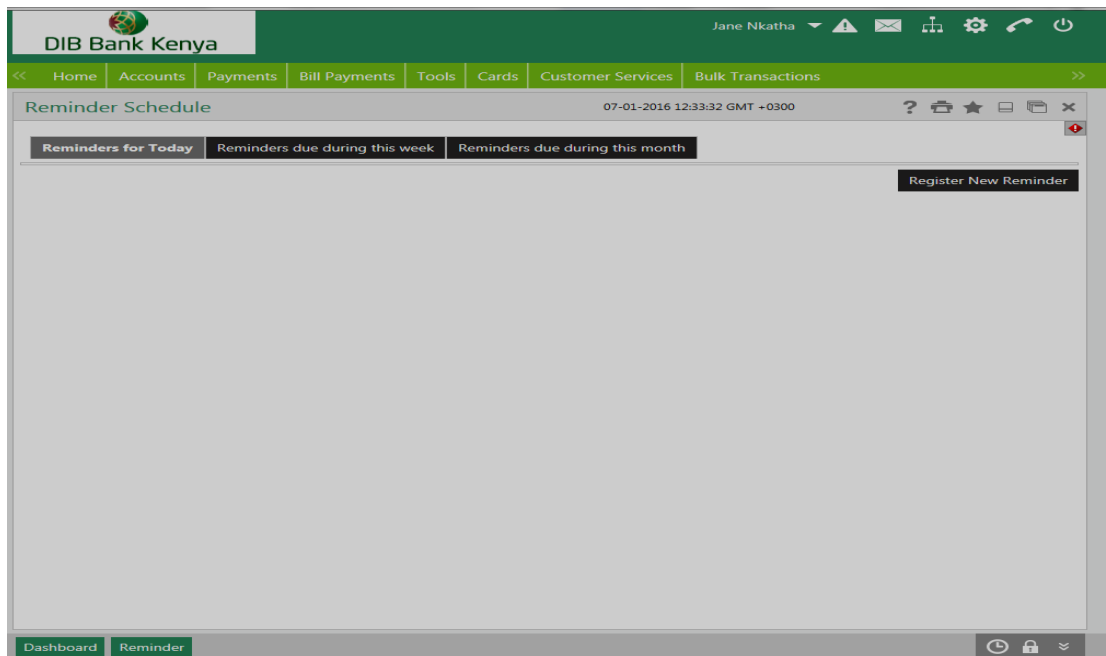 Jane Nkatha
DIB Bank Kenya
<< Home Accounts Payments Bill Payments Tools Cards Customer Services Bulk Transactions >>
Reminder Schedule 07-01-2016 12:33:32 GMT +0300 ?
Reminders for Today Reminders due during this week Reminders due during this month
Register New Reminder
Dashboard Reminder